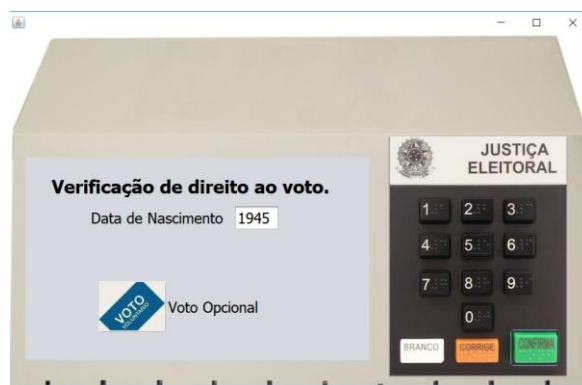 JUSTIÇA
ELEITORAL
Verificação de direito ao voto.
Data de Nascimento 1945
1 2 3
4 5 6
7 8 9
0
VOTO
VOLUNTÁRIO
Voto Opcional
BRANCO CORRIGE CONFIRMA